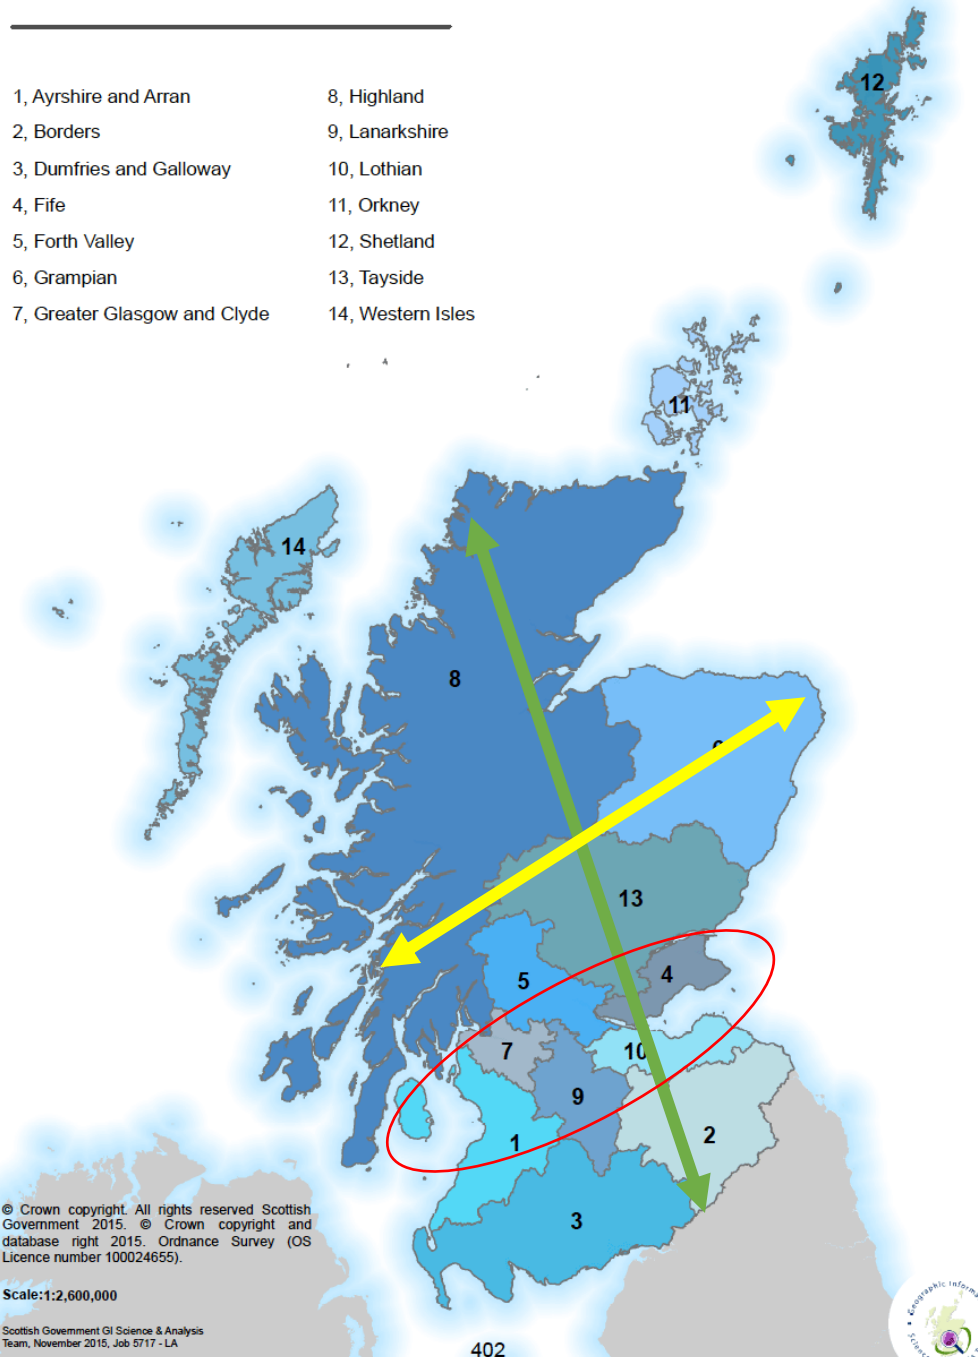 1, Ayrshire and Arran
2, Borders
3, Dumfries and Galloway
4, Fife
5, Forth Valley
6, Grampian
7, Greater Glasgow and Clyde
8, Highland
9, Lanarkshire
10, Lothian
11, Orkney
12, Shetland
13, Tayside
14, Western Isles
12
11
14
8
13
5
4
7
10
9
1
2
3
© Crown copyright. All rights reserved Scottish
Government 2015. © Crown copyright and
database right 2015. Ordnance Survey (OS
Licence number 100024655).
Scale:1:2,600,000
Scottish Government GI Science & Analysis
Team, November 2015, Job 5717 - LA
402